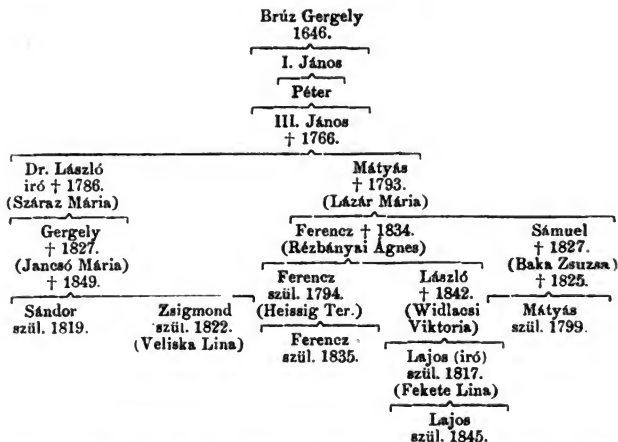 Brúz Gergely
1646.
I. János
Péter
III. János
† 1766.
Dr. László
iró † 1786.
(Száraz Mária)
Mátyás
† 1793.
(Lázár Mária)
Gergely
† 1827.
(Jancsó Mária)
† 1849.
Ferencz † 1834.
(Rézbányai Ágnes)
Sámuel
† 1827.
(Baka Zsuzsa)
† 1825.
Sándor
szül. 1819.
Zsigmond
szül. 1822.
(Veliska Lina)
Ferencz
szül. 1794.
(Heissig Ter.)
László
† 1842.
(Widlacsi
Viktoria)
Mátyás
szül. 1799.
Ferencz
szül. 1835.
Lajos (iró)
szül. 1817.
(Fekete Lina)
Lajos
szül. 1845.